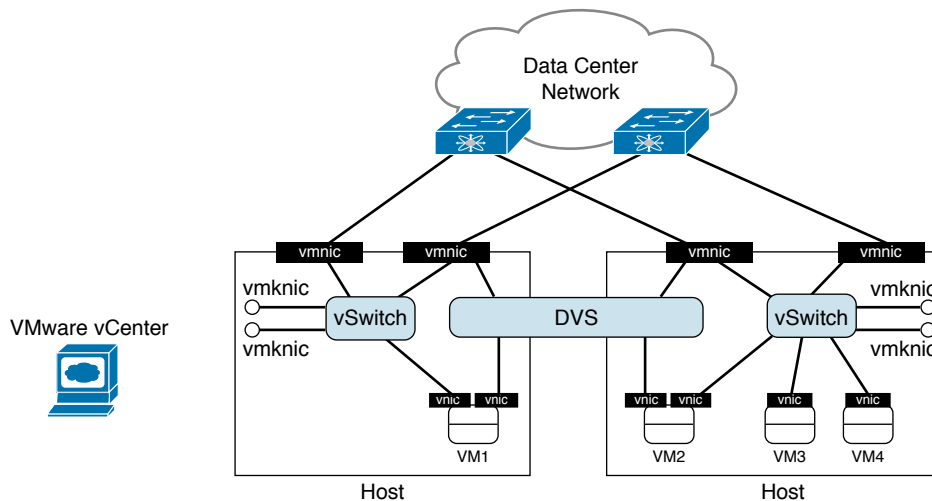 Data Center
Network
vmnic
vmnic
vmnic
vmnic
vmknic
vmknic
VMware vCenter
vSwitch
DVS
vSwitch
vmknic
vmknic
vnic
vnic
vnic
vnic
vnic
vnic
VM1
VM2
VM3
VM4
Host
Host